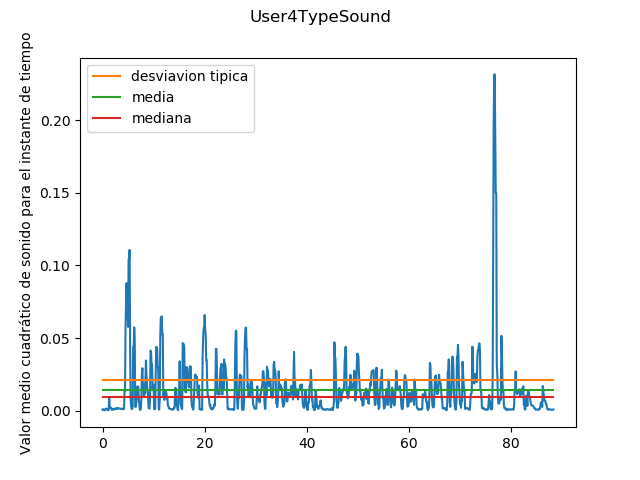 User4TypeSound
Valor medio cuadrático de sonido para el instante de tiempo
desviavion tipica
media
mediana
0.20
0.15
0.10
0.05
0.00
0 20 40 60 80